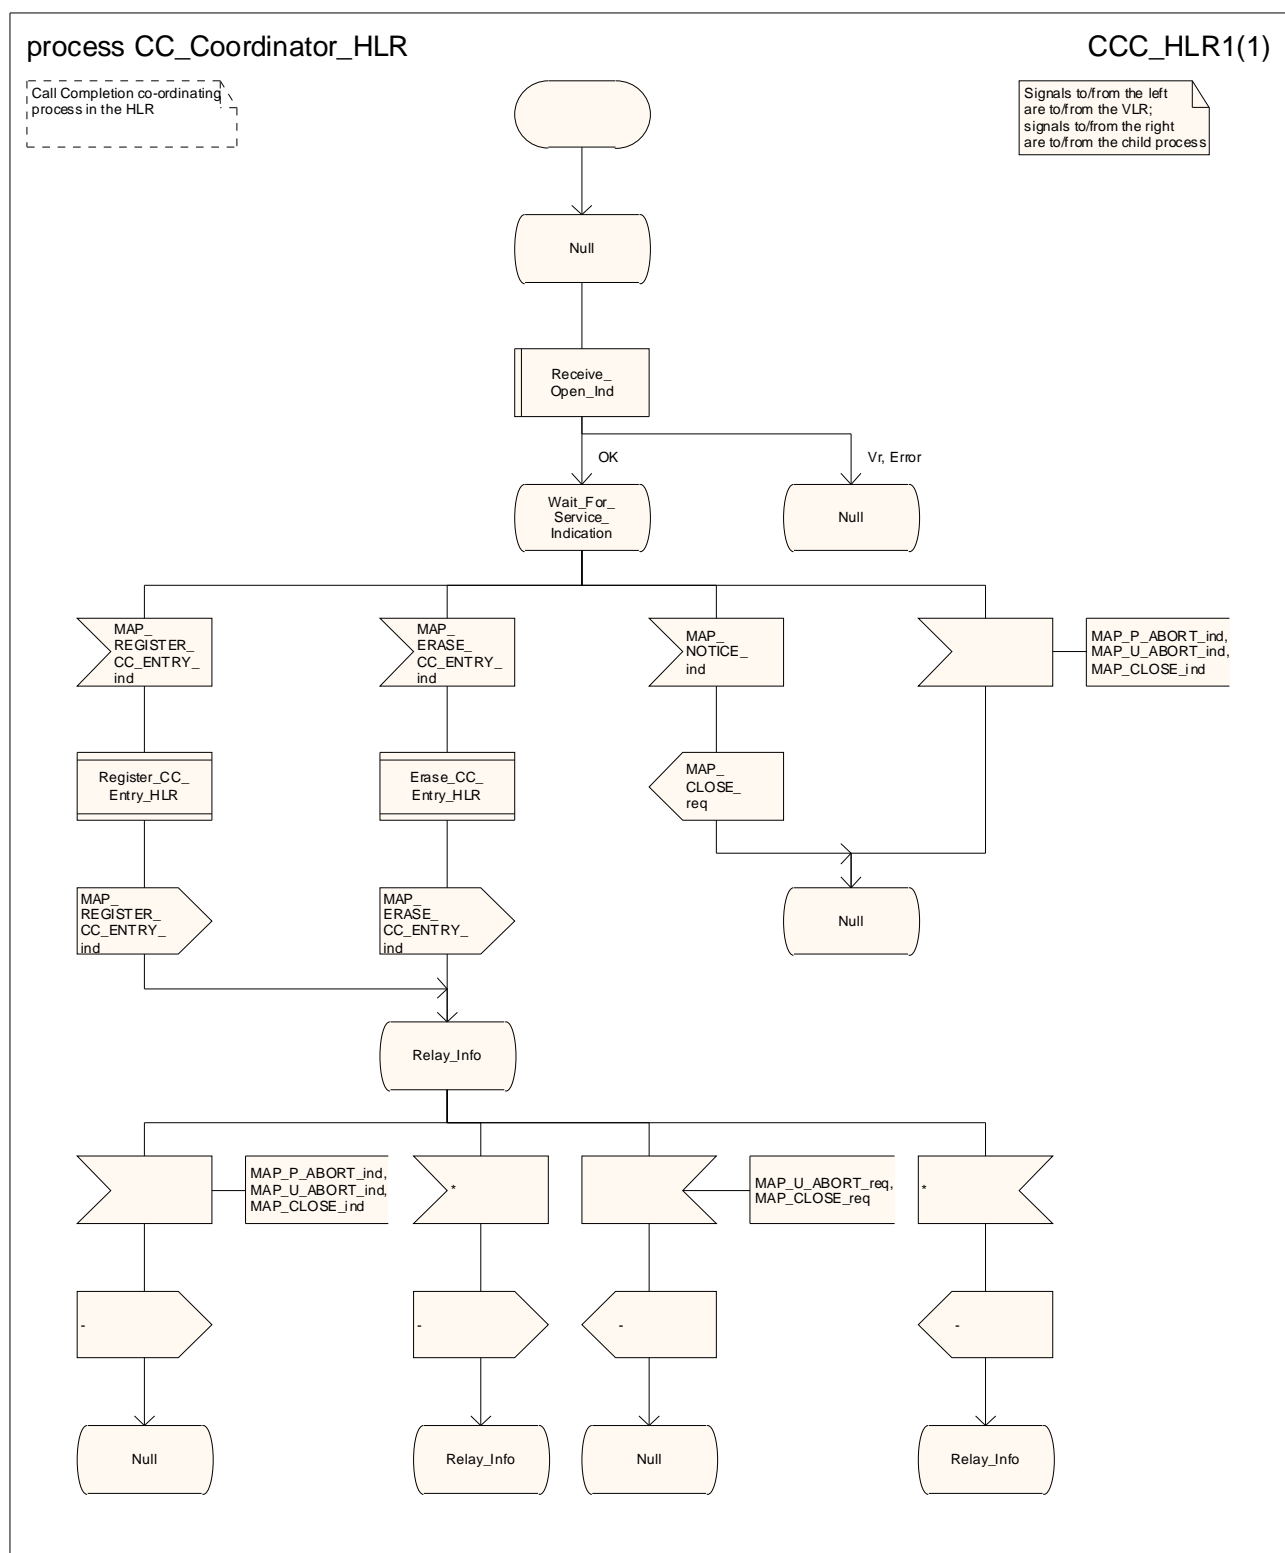 process CC_Coordinator_HLR
CCC_HLR1(1)
Call Completion co-ordinating
process in the HLR
Signals to/from the left
are to/from the VLR;
signals to/from the right
are to/from the child process
Null
Receive_
Open_Ind
OK
Vr, Error
Wait_For_
Service_
Indication
Null
MAP_
REGISTER_
CC_ENTRY_
ind
MAP_
ERASE_
CC_ENTRY_
ind
MAP_
NOTICE_
ind
MAP_P_ABORT_ind,
MAP_U_ABORT_ind,
MAP_CLOSE_ind
Register_CC_
Entry_HLR
Erase_CC_
Entry_HLR
MAP_
CLOSE_
req
MAP_
REGISTER_
CC_ENTRY_
ind
MAP_
ERASE_
CC_ENTRY_
ind
Null
Relay_Info
MAP_P_ABORT_ind,
MAP_U_ABORT_ind,
MAP_CLOSE_ind
*
MAP_U_ABORT_req,
MAP_CLOSE_req
*
-
-
-
-
Null
Relay_Info
Null
Relay_Info